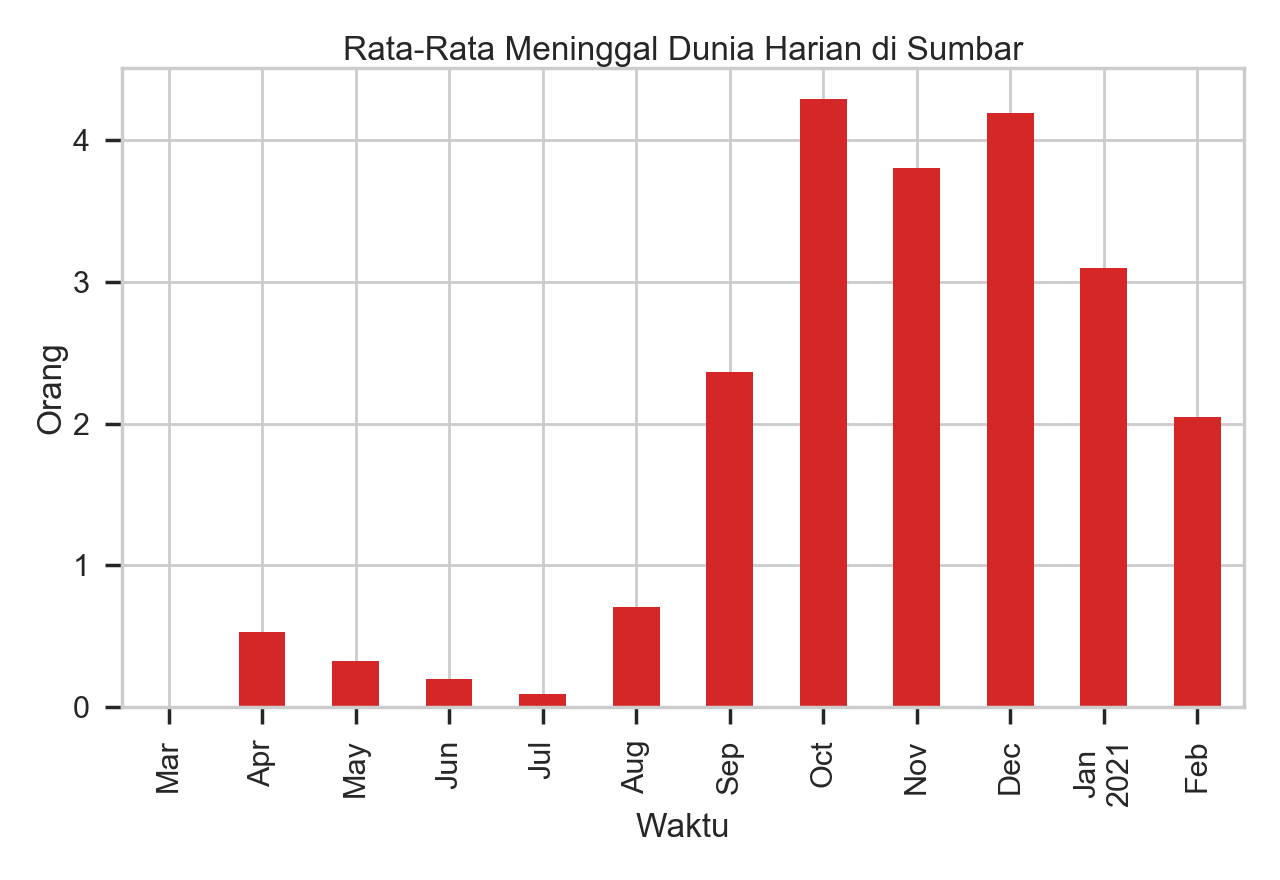 Rata-Rata Meninggal Dunia Harian di Sumbar
Orang
4
3
2
1
0
Mar
Apr
May
Jun
Jul
Aug
Sep
Oct
Nov
Dec
Jan
2021
Feb
Waktu